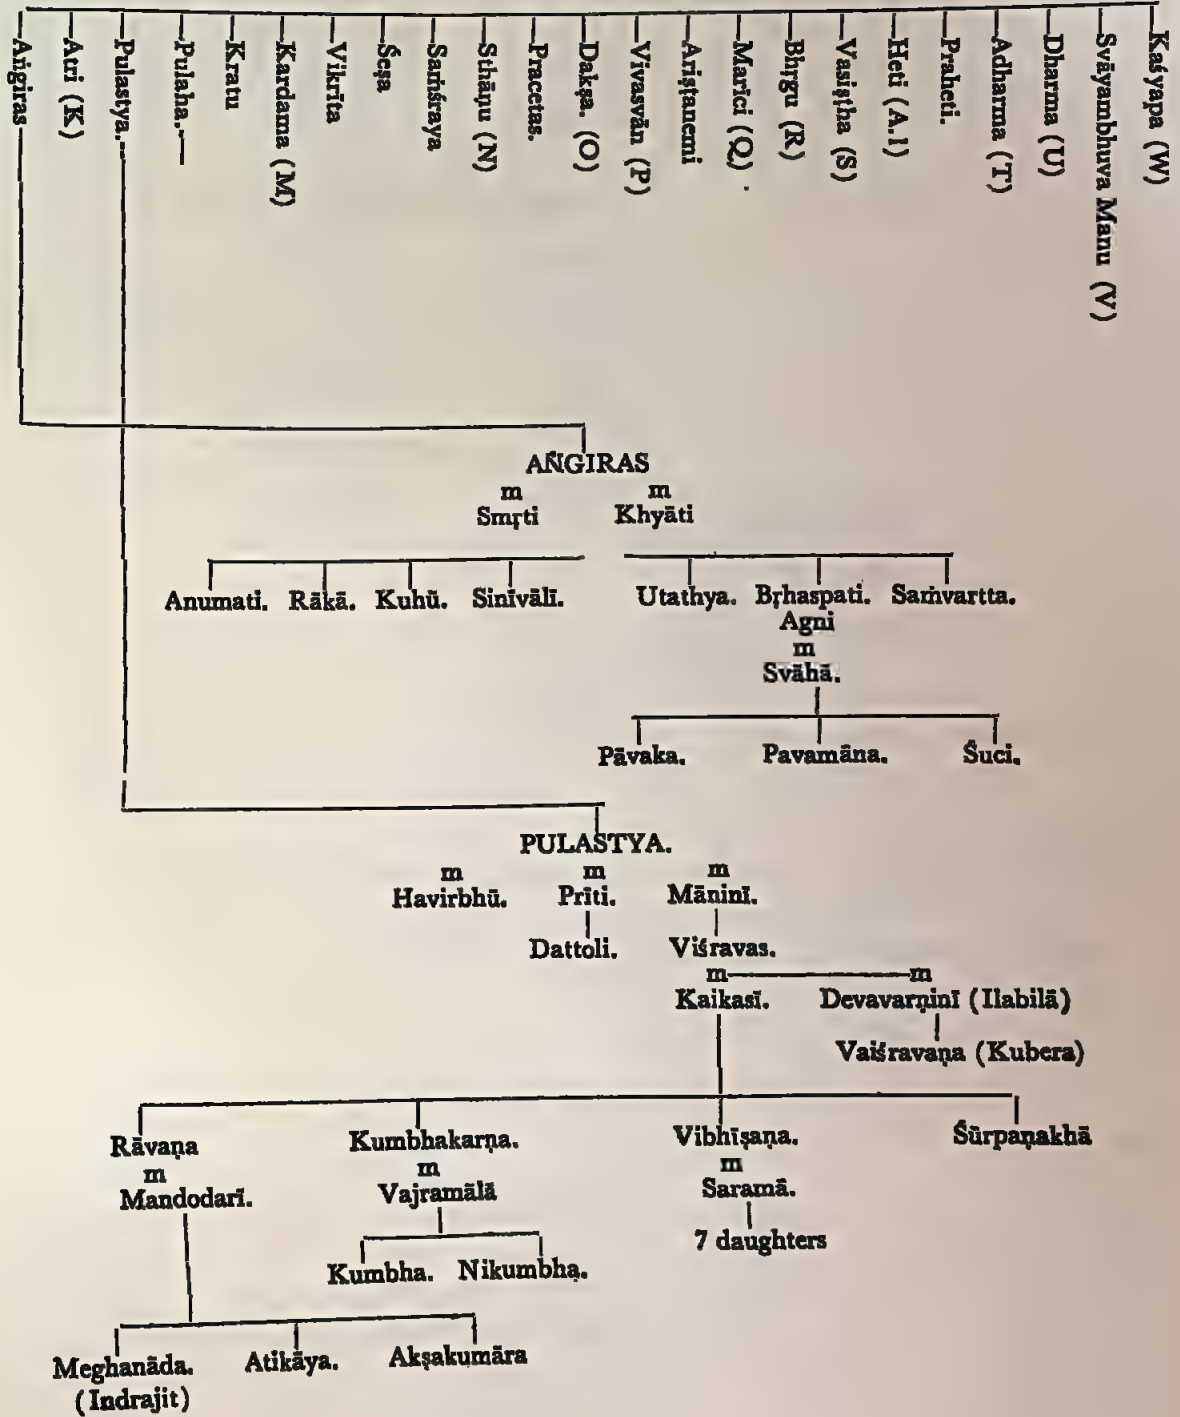 Aṅgiras
Atri (K)
Pulastya.
Pulaha.
Kratu
Kardama (M)
Vikrīta
Śeṣa
Saṁśraya
Sthāṇu (N)
Pracetas.
Dakṣa. (O)
Vivasvān (P)
Ariṣṭanemi
Marīci (Q)
Bhṛgu (R)
Vasiṣṭha (S)
Heti (A.I)
Praheti.
Adharma (T)
Dharma (U)
Svāyambhuva Manu (V)
Kaśyapa (W)
AṄGIRAS
m m
Smṛti Khyāti
Anumati. Rākā. Kuhū. Sinīvālī. Utathya. Bṛhaspati. Saṁvartta.
Agni
m
Svāhā.
Pāvaka. Pavamāna. Śuci.
PULASTYA.
m m m
Havirbhū. Prīti. Māninī.
Dattoli. Viśravas.
m m
Kaikasī. Devavarṇinī (Ilabilā)
Vaiśravaṇa (Kubera)
Rāvaṇa Kumbhakarṇa. Vibhīṣaṇa. Śūrpaṇakhā
m m m
Mandodarī. Vajramālā Saramā.
7 daughters
Kumbha. Nikumbhạ.
Meghanāda. Atikāya. Akṣakumāra
(Indrajit)